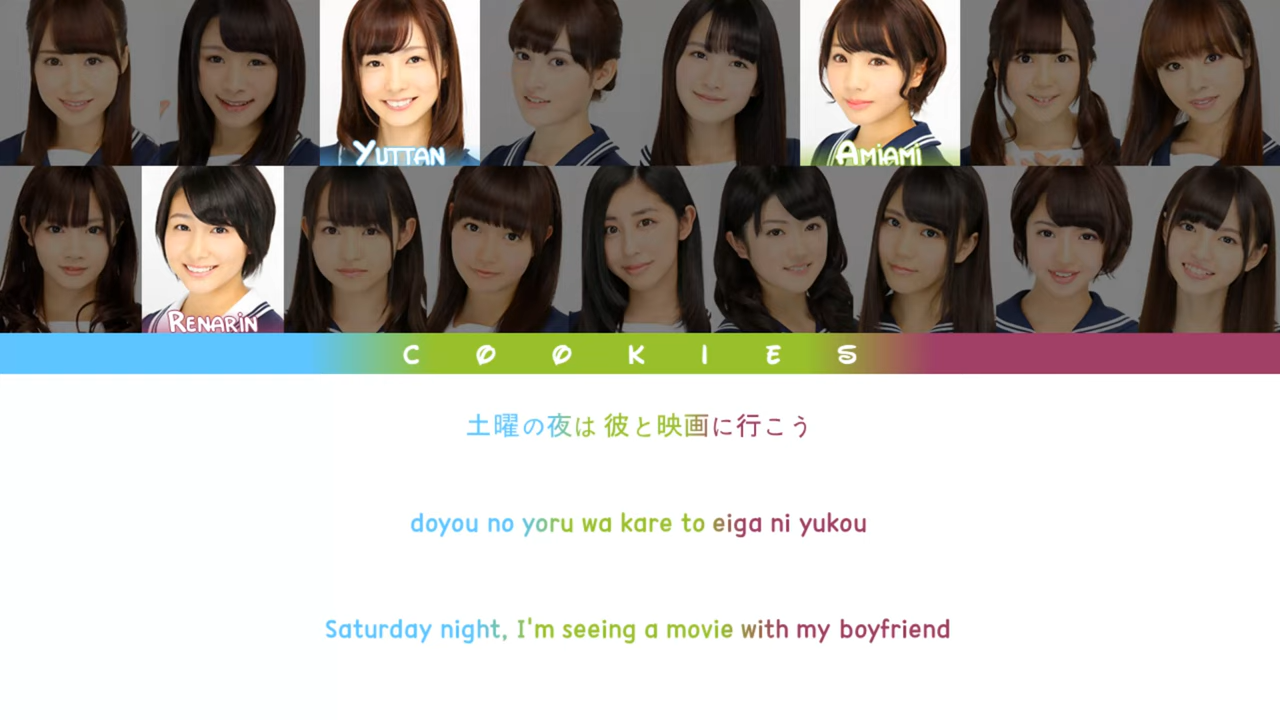 Yuttan
Amiami
Renarin
COOKIES
土曜の夜は 彼と映画に行こう
doyou no yoru wa kare to eiga ni yukou
Saturday night, I'm seeing a movie with my boyfriend